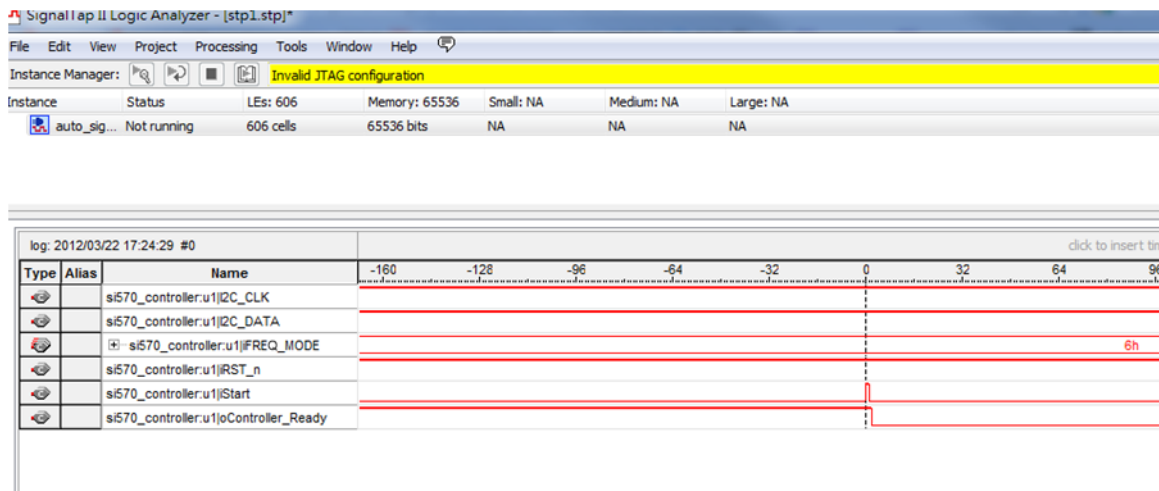 SignalTap II Logic Analyzer - [stp1.stp]*
File Edit View Project Processing Tools Window Help
Instance Manager: Invalid JTAG configuration
Instance Status LEs: 606 Memory: 65536 Small: NA Medium: NA Large: NA
auto_sig... Not running 606 cells 65536 bits NA NA NA
log: 2012/03/22 17:24:29 #0 click to insert tin
Type Alias Name -160 -128 -96 -64 -32 0 32 64 96
si570_controller:u1|I2C_CLK
si570_controller:u1|I2C_DATA
si570_controller:u1|iFREQ_MODE 6h
si570_controller:u1|iRST_n
si570_controller:u1|iStart
si570_controller:u1|oController_Ready